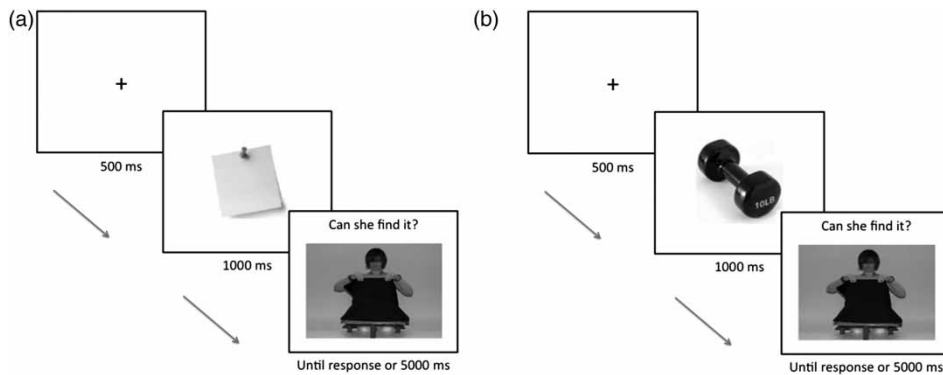 (a)
+
500 ms
1000 ms
Can she find it?
Until response or 5000 ms
(b)
+
500 ms
10LB
1000 ms
Can she find it?
Until response or 5000 ms